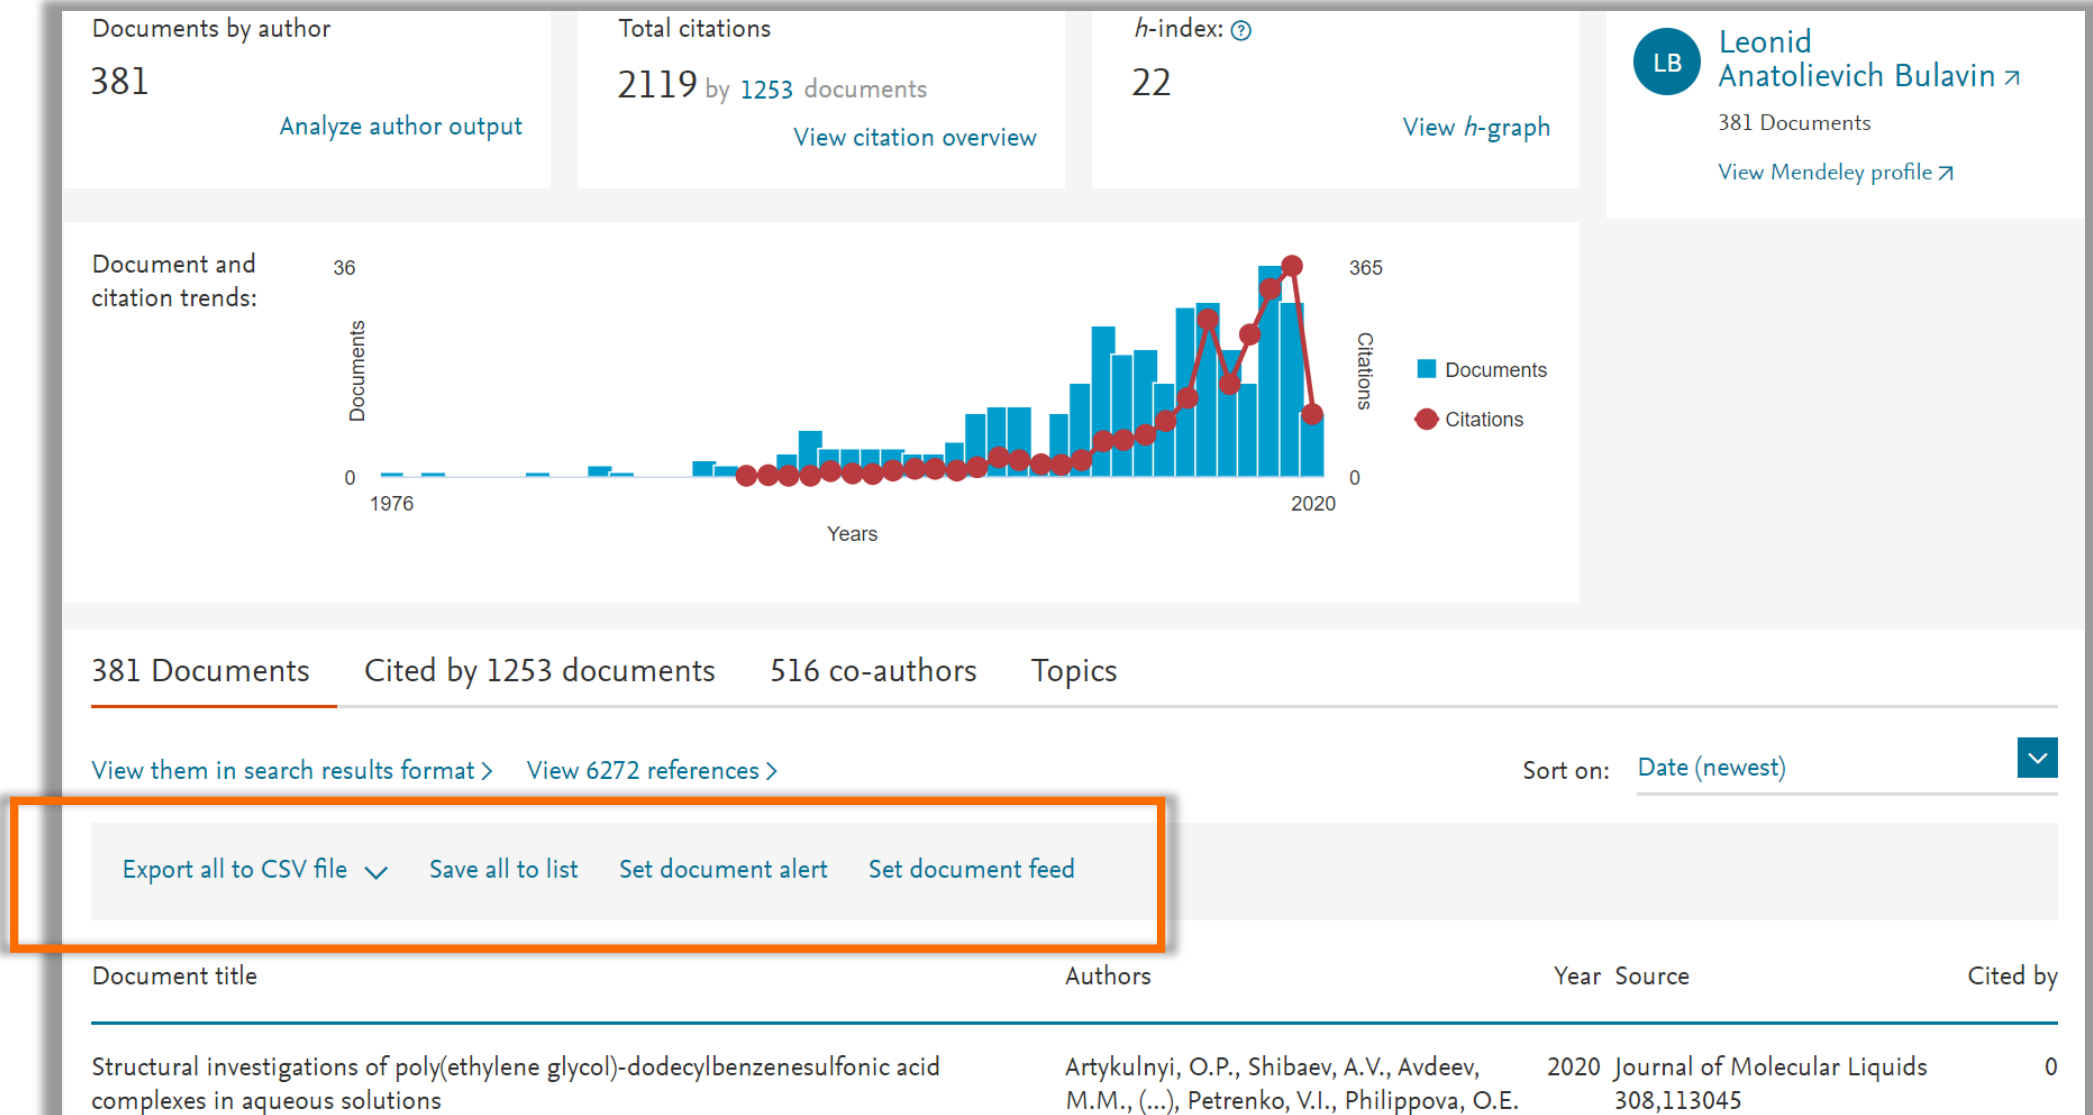 Documents by author
381
Analyze author output
Total citations
2119 by 1253 documents
View citation overview
h-index: ?
22
View h-graph
LB
Leonid
Anatolievich Bulavin
381 Documents
View Mendeley profile
Document and
citation trends:
36
Documents
0
1976
Years
2020
365
Citations
0
Documents
Citations
381 Documents Cited by 1253 documents 516 co-authors Topics
View them in search results format View 6272 references
Sort on: Date (newest)
Export all to CSV file Save all to list Set document alert Set document feed
Document title Authors Year Source Cited by
Structural investigations of poly(ethylene glycol)-dodecylbenzenesulfonic acid
complexes in aqueous solutions
Artykulnyi, O.P., Shibaev, A.V., Avdeev,
M.M., (...), Petrenko, V.I., Philippova, O.E.
2020
Journal of Molecular Liquids
308,113045
0